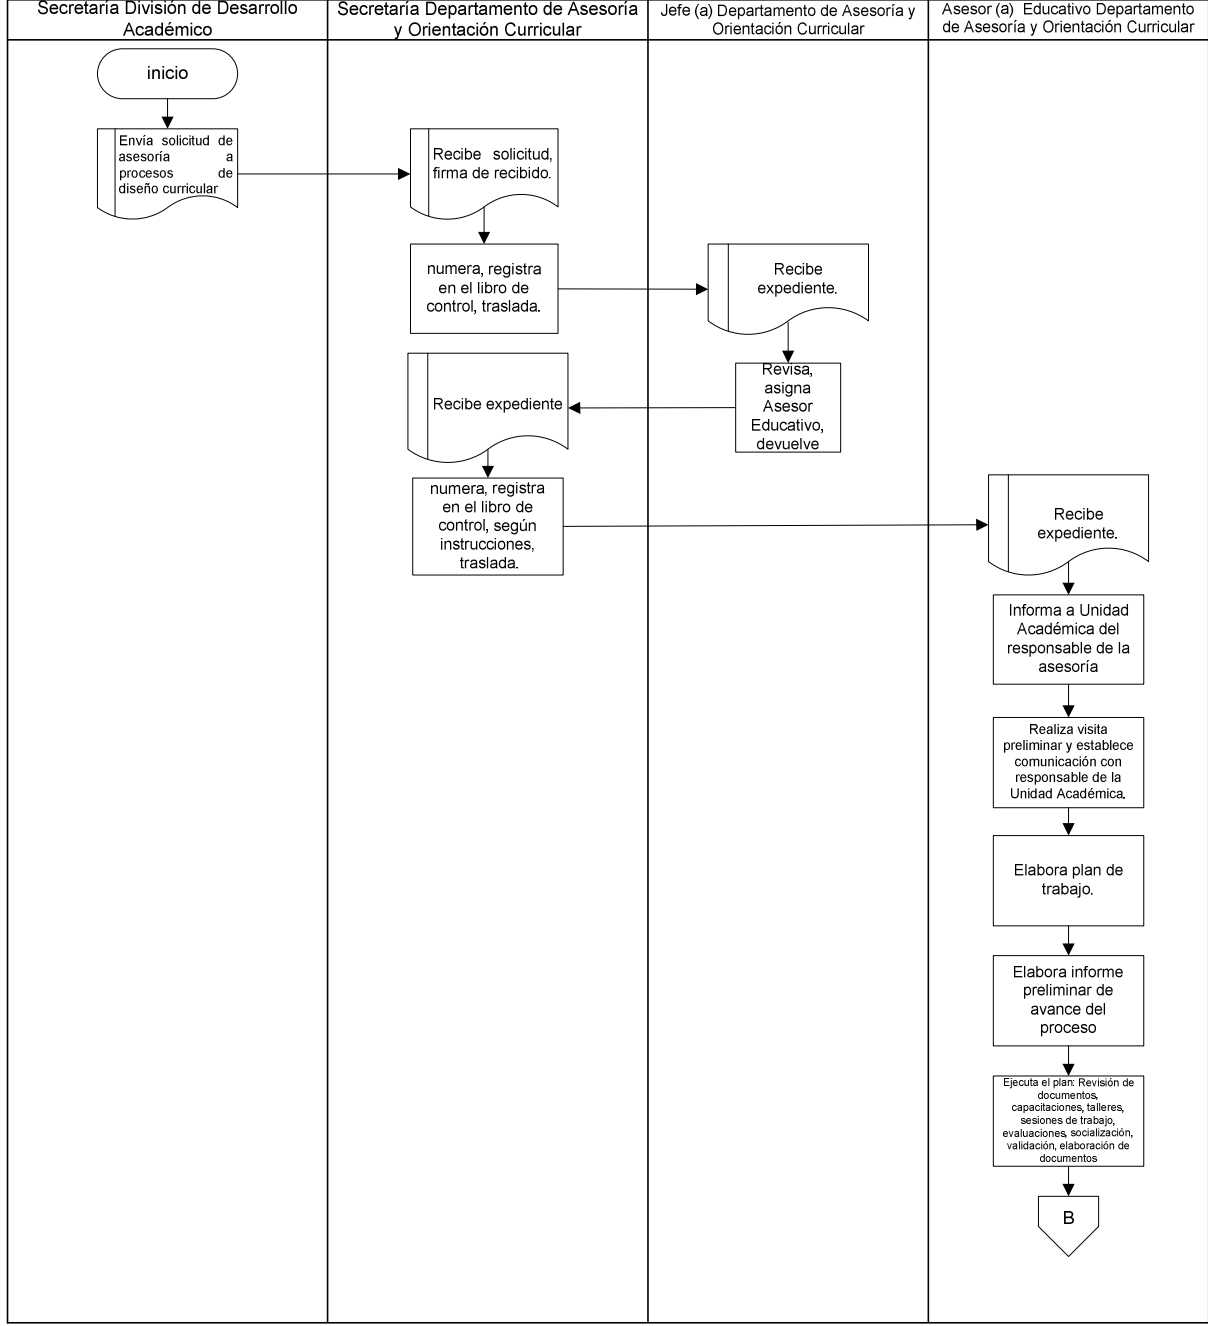 Secretaría División de Desarrollo
Académico
Secretaría Departamento de Asesoría
y Orientación Curricular
Jefe (a) Departamento de Asesoría y
Orientación Curricular
Asesor (a) Educativo Departamento
de Asesoría y Orientación Curricular
inicio
Envía solicitud de
asesoría a
procesos de
diseño curricular
Recibe solicitud,
firma de recibido.
numera, registra
en el libro de
control, traslada.
Recibe
expediente.
Revisa,
asigna
Asesor
Educativo,
devuelve
Recibe expediente
numera, registra
en el libro de
control, según
instrucciones,
traslada.
Recibe
expediente.
Informa a Unidad
Académica del
responsable de la
asesoría
Realiza visita
preliminar y establece
comunicación con
responsable de la
Unidad Académica.
Elabora plan de
trabajo.
Elabora informe
preliminar de
avance del
proceso
Ejecuta el plan: Revisión de
documentos,
capacitaciones, talleres,
sesiones de trabajo,
evaluaciones, socialización,
validación, elaboración de
documentos
B